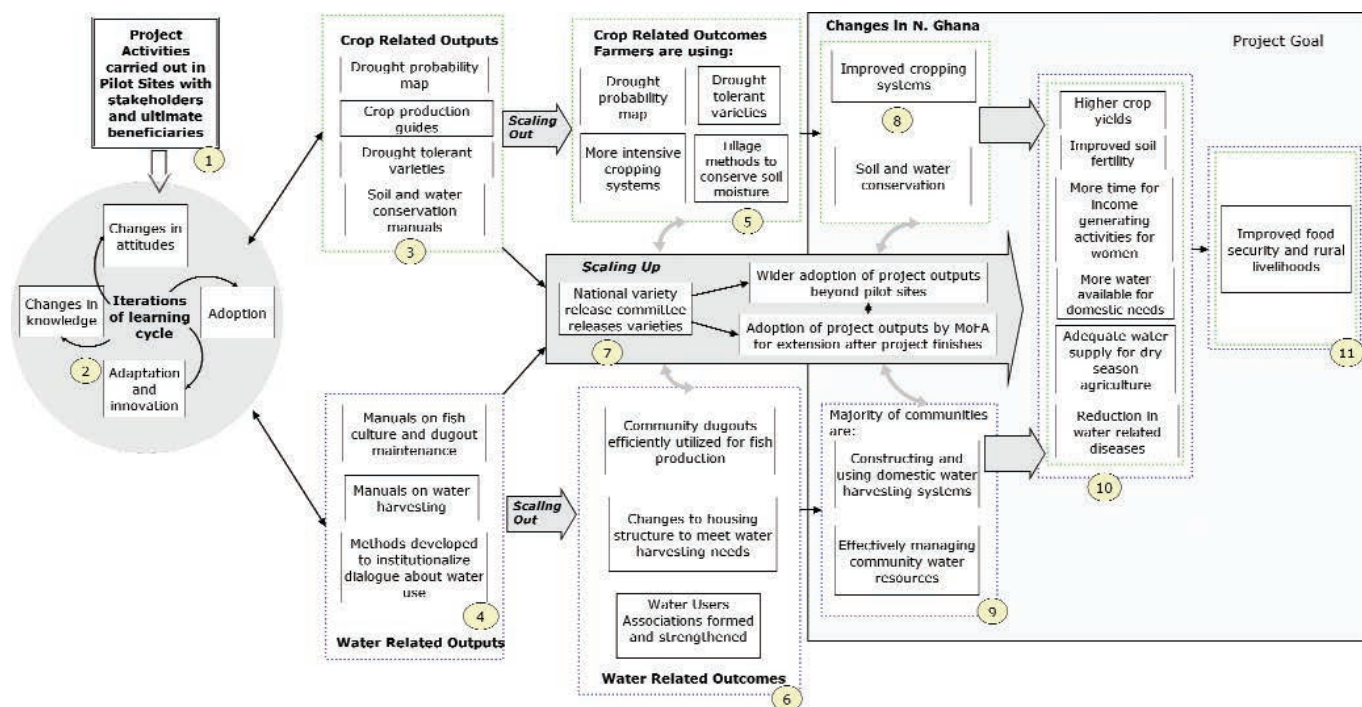 Project
Activities
carried out in
Pilot Sites with
stakeholders
and ultimate
beneficiaries
1
Changes in
attitudes
Changes in
knowledge
Iterations
of learning
cycle
Adoption
2
Adaptation
and
innovation
Crop Related Outputs
Drought probability
map
Crop production
guides
Drought tolerant
varieties
Soil and water
conservation
manuals
3
Manuals on fish
culture and dugout
maintenance
Manuals on water
harvesting
Methods developed
to institutionalize
dialogue about water
use
4
Water Related Outputs
Scaling
Out
Scaling
Out
Crop Related Outcomes
Farmers are using:
Drought
probability
map
Drought
tolerant
varieties
More intensive
cropping
systems
Tillage
methods to
conserve soil
moisture
5
Scaling Up
National variety
release committee
releases varieties
7
Wider adoption of project outputs
beyond pilot sites
Adoption of project outputs by MoFA
for extension after project finishes
Community dugouts
efficiently utilized for fish
production
Changes to housing
structure to meet water
harvesting needs
Water Users
Associations formed
and strengthened
Water Related Outcomes
6
Changes in N. Ghana
Project Goal
Improved cropping
systems
8
Soil and water
conservation
Majority of communities
are:
Constructing and
using domestic water
harvesting systems
Effectively managing
community water
resources
9
Higher crop
yields
Improved soil
fertility
More time for
income
generating
activities for
women
More water
available for
domestic needs
Adequate water
supply for dry
season
agriculture
Reduction in
water related
diseases
10
Improved food
security and rural
livelihoods
11